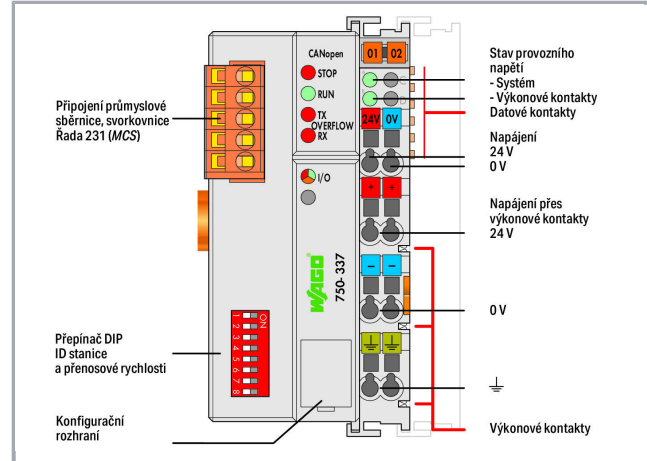 Připojení průmyslové
sběrnice, svorkovnice
Řada 231 (MCS)
Přepínač DIP
ID stanice
a přenosové rychlosti
Konfigurační
rozhraní
CANopen
STOP
RUN
TX
OVERFLOW
RX
I/O
WAGO
750-337
ON
1
2
3
4
5
6
7
8
01 02
C
D
24V 0V
+ +
− −
Stav provozního
napětí
- Systém
- Výkonové kontakty
Datové kontakty
Napájení
24 V
0 V
Napájení přes
výkonové kontakty
24 V
0 V
Výkonové kontakty